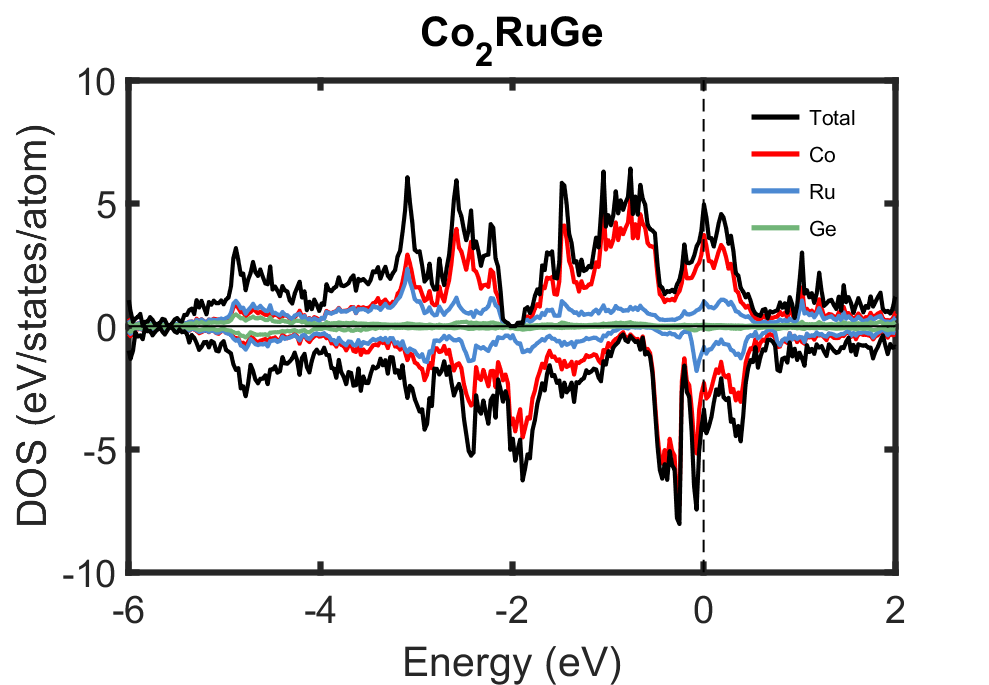 Co2RuGe
DOS (eV/states/atom)
10
5
0
-5
-10
Total
Co
Ru
Ge
-6 -4 -2 0 2
Energy (eV)